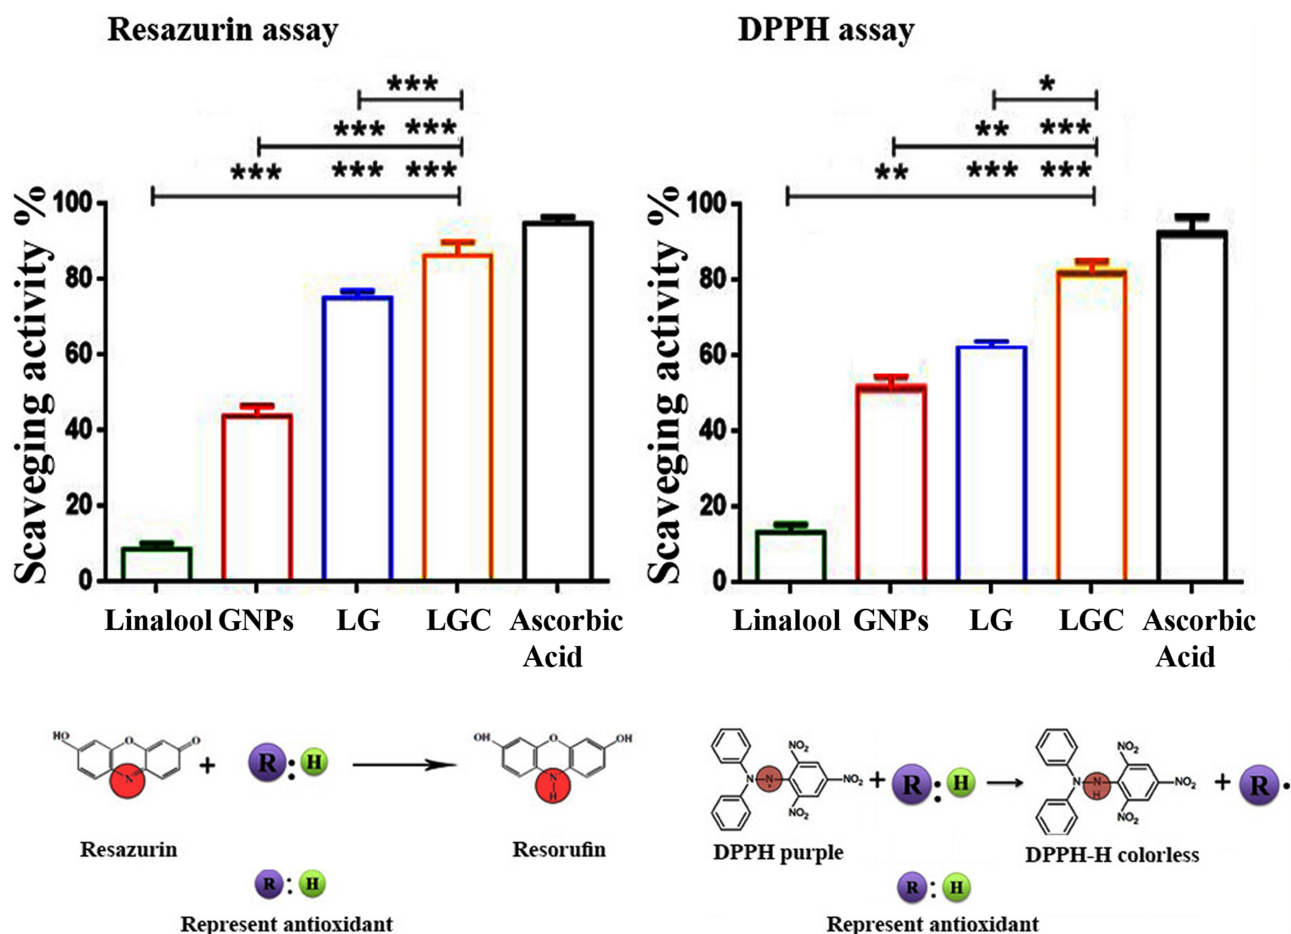 Resazurin assay
***
*** ***
*** *** ***
Scaveging activity %
100
80
60
40
20
0
Linalool GNPs LG LGC Ascorbic
Acid
DPPH assay
*
** ***
** *** ***
Scaveging activity %
100
80
60
40
20
0
Linalool GNPs LG LGC Ascorbic
Acid
HO O O N + R : H OH O OH N H
Resazurin Resorufin
R : H
Represent antioxidant
N N· NO₂ NO₂ NO₂ + R : H N N H NO₂ NO₂ NO₂ + R·
DPPH purple DPPH-H colorless
R : H
Represent antioxidant